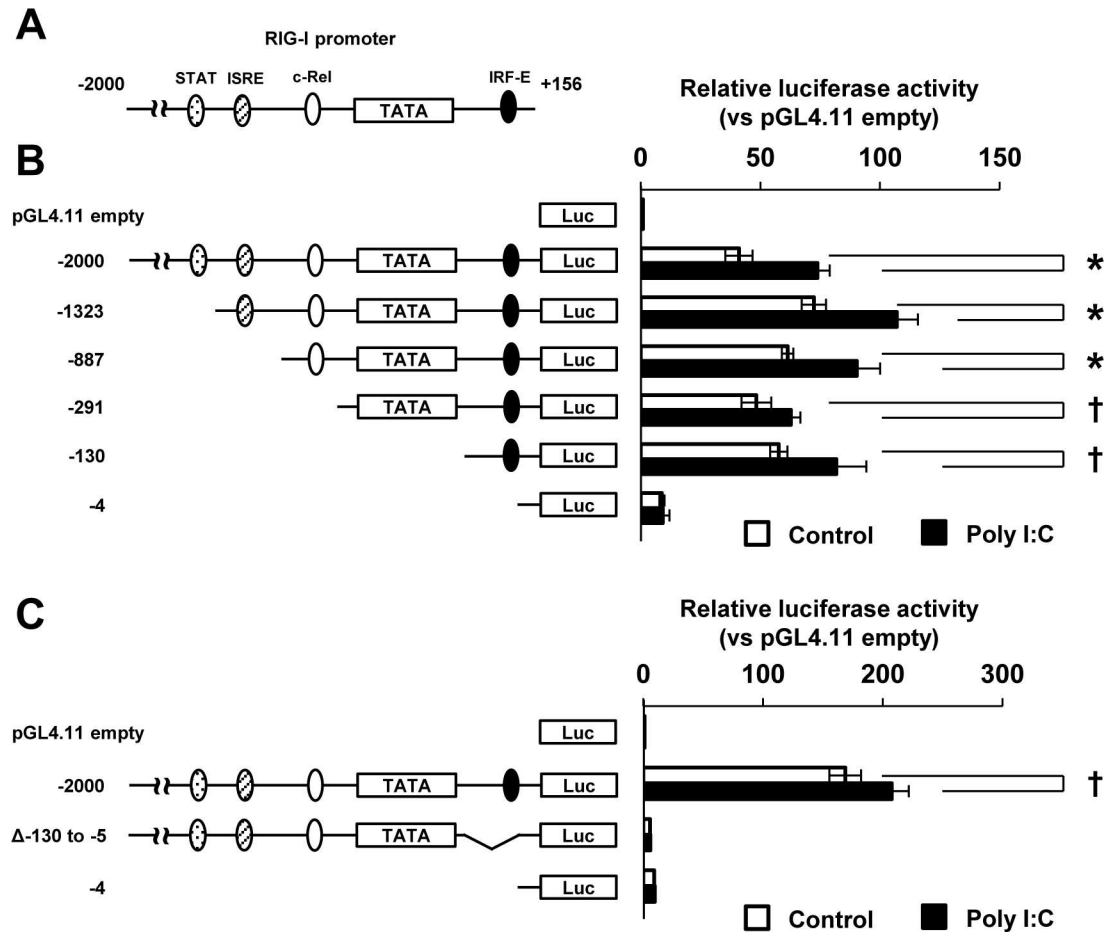 A
RIG-I promoter
-2000 STAT ISRE c-Rel TATA IRF-E +156
B
Relative luciferase activity
(vs pGL4.11 empty)
0 50 100 150
pGL4.11 empty Luc
-2000 TATA Luc *
-1323 TATA Luc *
-887 TATA Luc *
-291 TATA Luc †
-130 Luc †
-4 Luc
Control Poly I:C
C
Relative luciferase activity
(vs pGL4.11 empty)
0 100 200 300
pGL4.11 empty Luc
-2000 TATA Luc †
Δ-130 to -5 TATA Luc
-4 Luc
Control Poly I:C